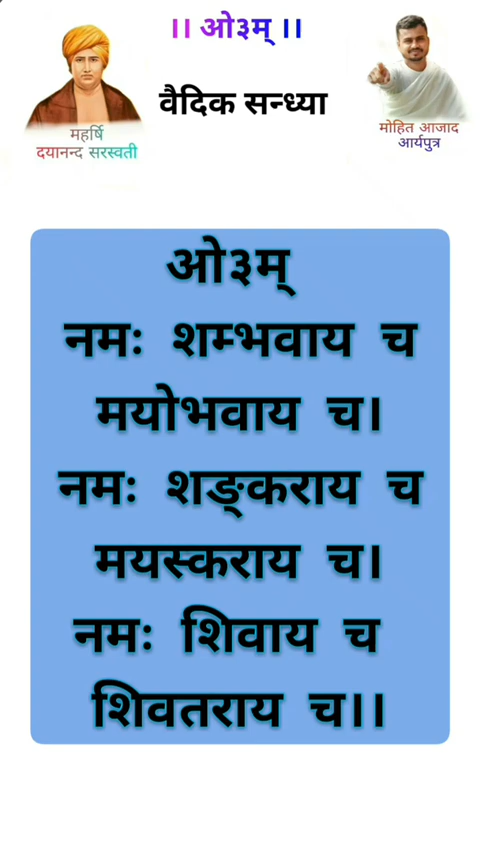 ।। ओ३म् ।।
वैदिक सन्ध्या
महर्षि
दयानन्द सरस्वती
मोहित आजाद
आर्यपुत्र
ओ३म्
नमः शम्भवाय च
मयोभवाय च।
नमः शङ्कराय च
मयस्कराय च।
नमः शिवाय च
शिवतराय च।।